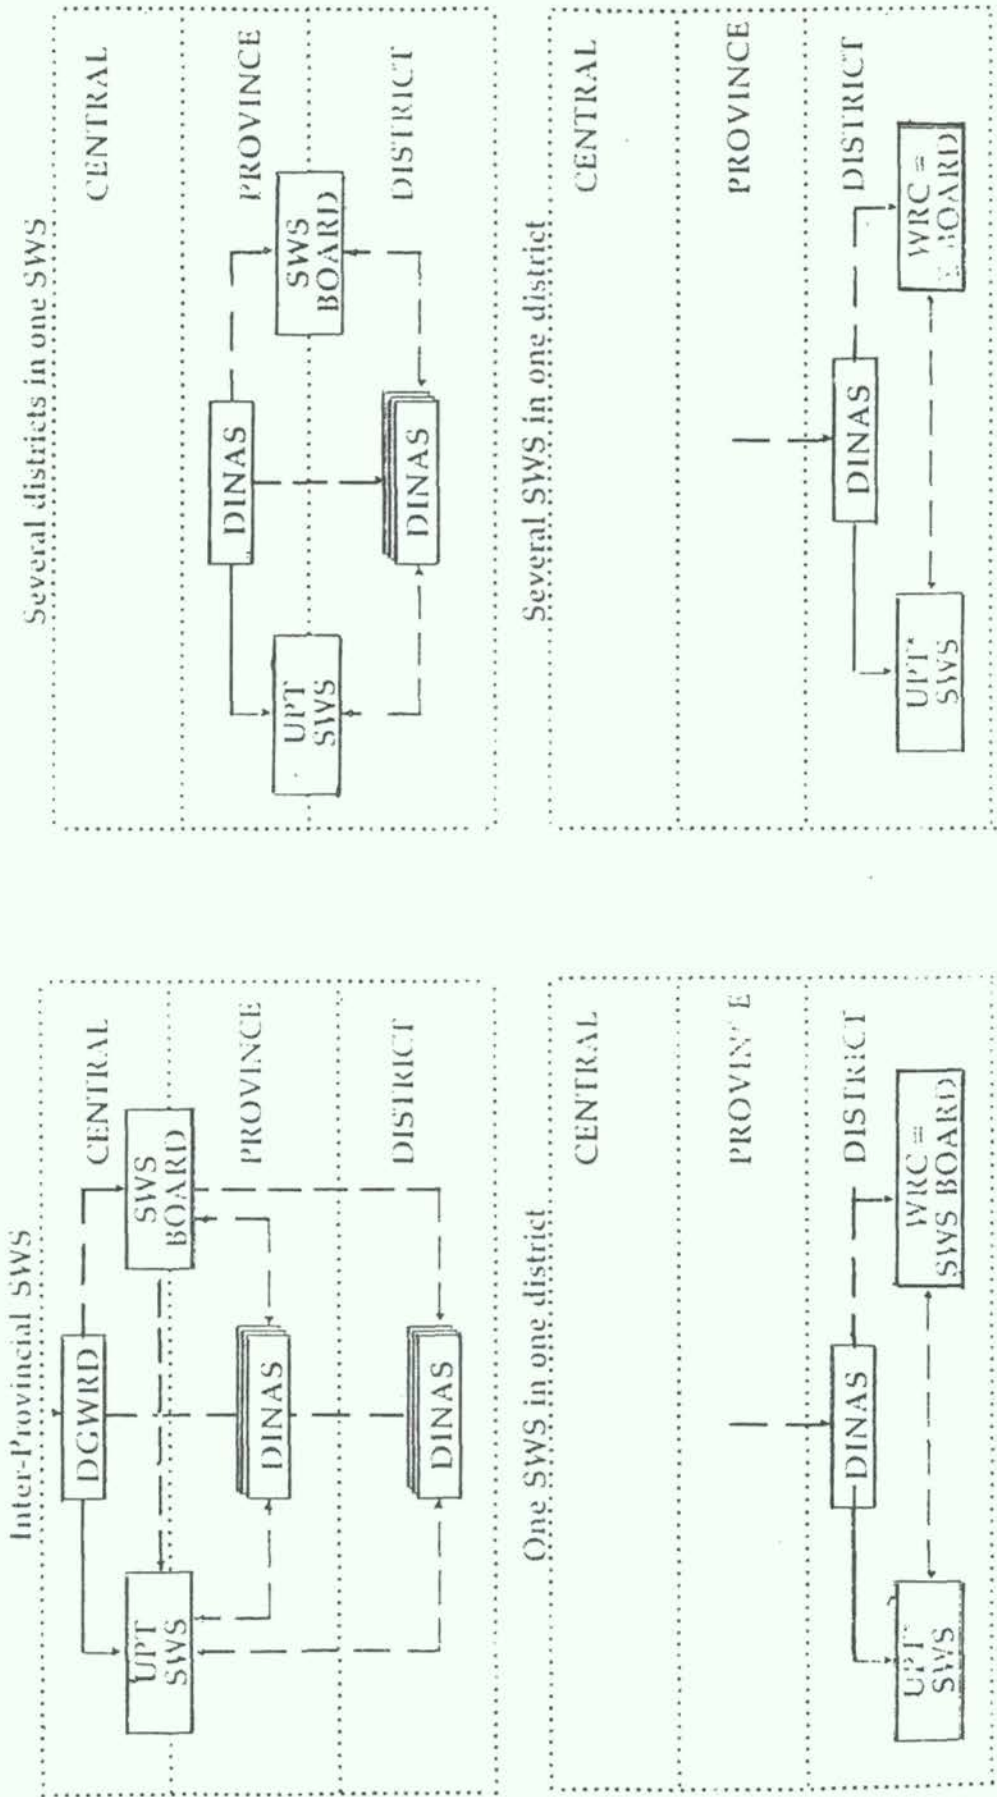 Inter-Provincial SWS
CENTRAL
DGWRD
UPT
SWS
SWS
BOARD
PROVINCE
DINAS
DISTRICT
DINAS
Several districts in one SWS
CENTRAL
PROVINCE
DINAS
UPT
SWS
SWS
BOARD
DISTRICT
DINAS
One SWS in one district
CENTRAL
PROVIN E
DISTRICT
DINAS
UPT
SWS
WRC =
SWS BOARD
Several SWS in one district
CENTRAL
PROVINCE
DISTRICT
DINAS
UPT*
SWS
WRC =
BOARD